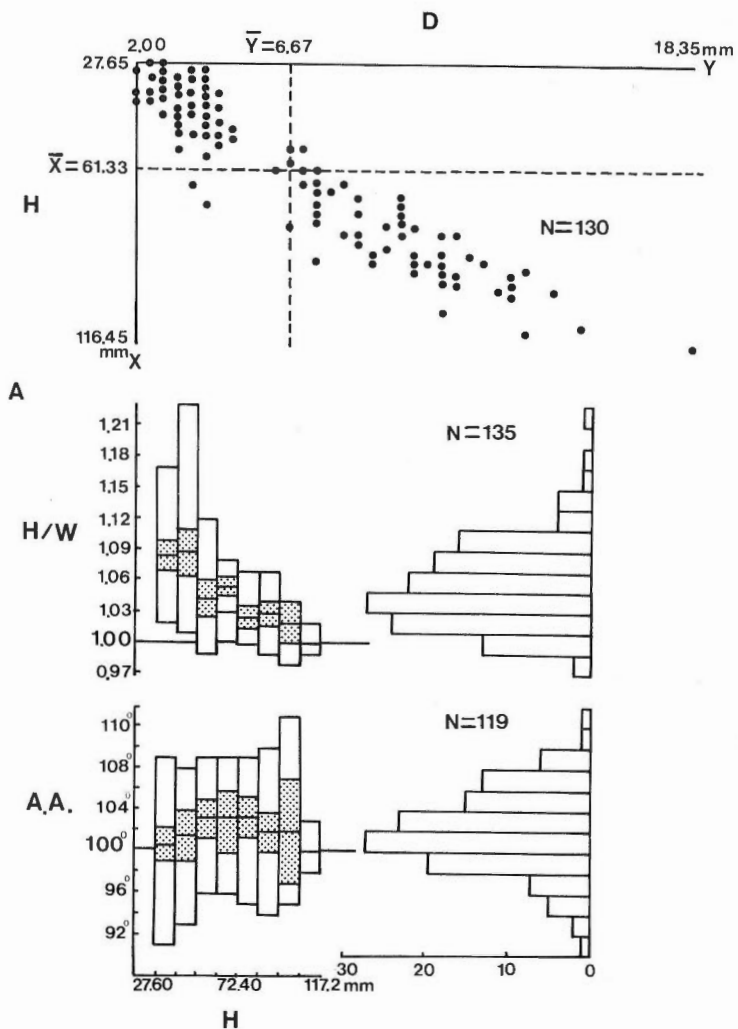 D
2,00 Y̅=6,67 18,35mm
27.65 Y
X̅=61.33
H
N=130
116.45
mm X
A
1,21
N=135
1,18
1,15
1,12
H/W
1,09
1,06
1,03
1,00
0,97
110°
N=119
108°
A.A.
104
100°
96°
92°
30 20 10 0
27.60 72.40 117.2 mm
H